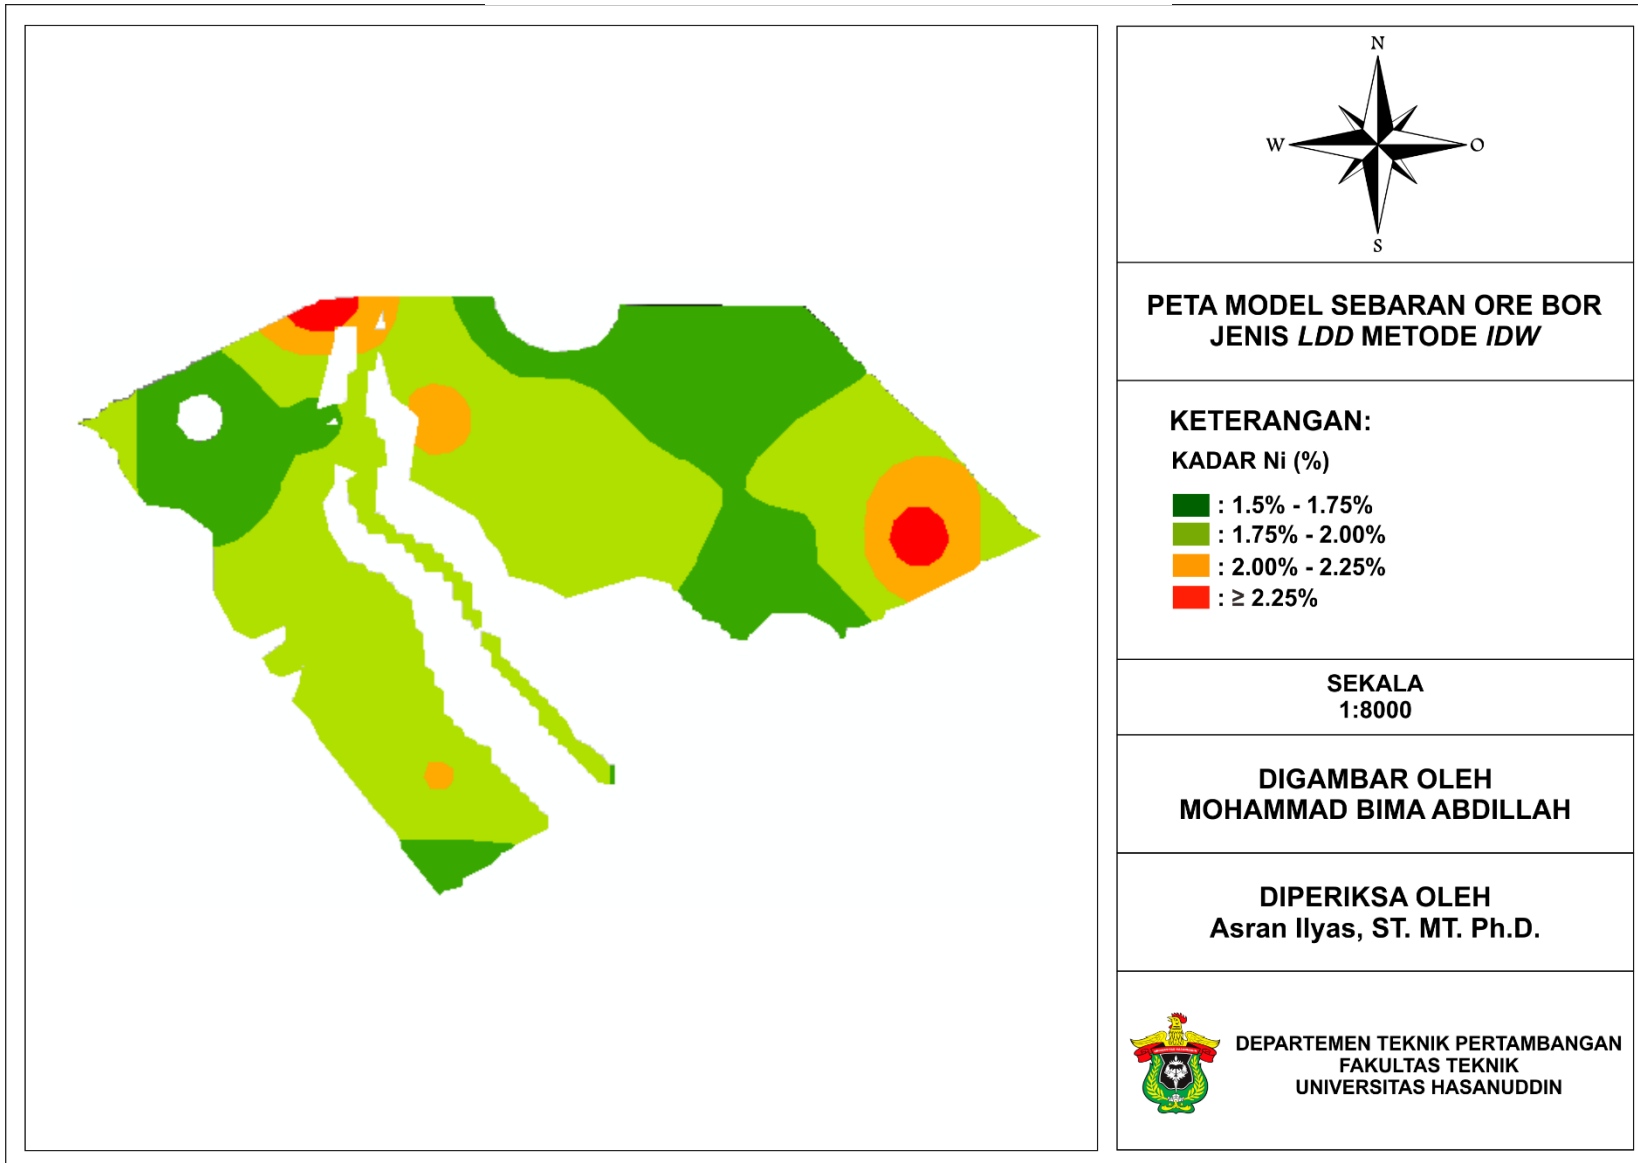 N
W
O
S
PETA MODEL SEBARAN ORE BOR
JENIS LDD METODE IDW
KETERANGAN:
KADAR Ni (%)
: 1.5% - 1.75%
: 1.75% - 2.00%
: 2.00% - 2.25%
: ≥ 2.25%
SEKALA
1:8000
DIGAMBAR OLEH
MOHAMMAD BIMA ABDILLAH
DIPERIKSA OLEH
Asran Ilyas, ST. MT. Ph.D.
DEPARTEMEN TEKNIK PERTAMBANGAN
FAKULTAS TEKNIK
UNIVERSITAS HASANUDDIN